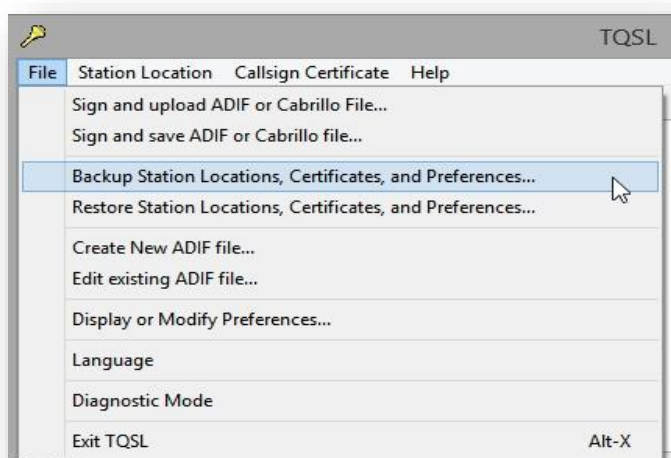 TQSL
File Station Location Callsign Certificate Help
Sign and upload ADIF or Cabrillo File...
Sign and save ADIF or Cabrillo file...
Backup Station Locations, Certificates, and Preferences...
Restore Station Locations, Certificates, and Preferences...
Create New ADIF file...
Edit existing ADIF file...
Display or Modify Preferences...
Language
Diagnostic Mode
Exit TQSL Alt-X